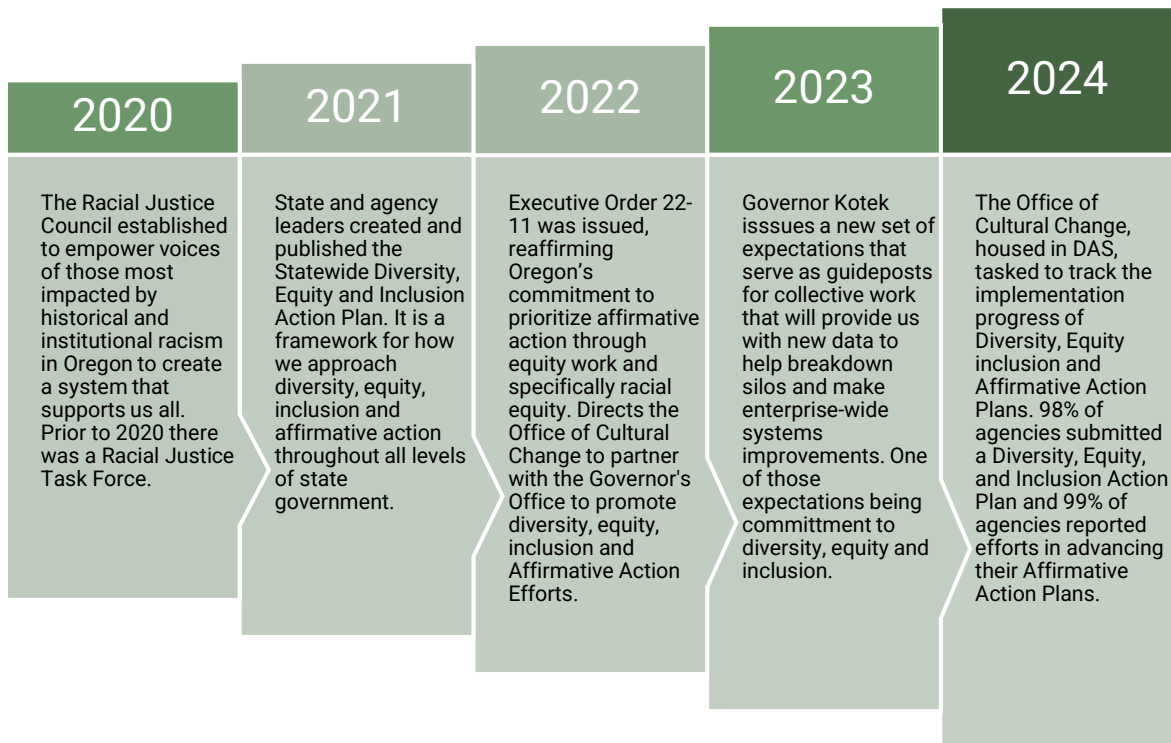 2020
The Racial Justice
Council established
to empower voices
of those most
impacted by
historical and
institutional racism
in Oregon to create
a system that
supports us all.
Prior to 2020 there
was a Racial Justice
Task Force.
2021
State and agency
leaders created and
published the
Statewide Diversity,
Equity and Inclusion
Action Plan. It is a
framework for how
we approach
diversity, equity,
inclusion and
affirmative action
throughout all levels
of state
government.
2022
Executive Order 22-
11 was issued,
reaffirming
Oregon’s
commitment to
prioritize affirmative
action through
equity work and
specifically racial
equity. Directs the
Office of Cultural
Change to partner
with the Governor's
Office to promote
diversity, equity,
inclusion and
Affirmative Action
Efforts.
2023
Governor Kotek
isssues a new set of
expectations that
serve as guideposts
for collective work
that will provide us
with new data to
help breakdown
silos and make
enterprise-wide
systems
improvements. One
of those
expectations being
committment to
diversity, equity and
inclusion.
2024
The Office of
Cultural Change,
housed in DAS,
tasked to track the
implementation
progress of
Diversity, Equity
inclusion and
Affirmative Action
Plans. 98% of
agencies submitted
a Diversity, Equity,
and Inclusion Action
Plan and 99% of
agencies reported
efforts in advancing
their Affirmative
Action Plans.